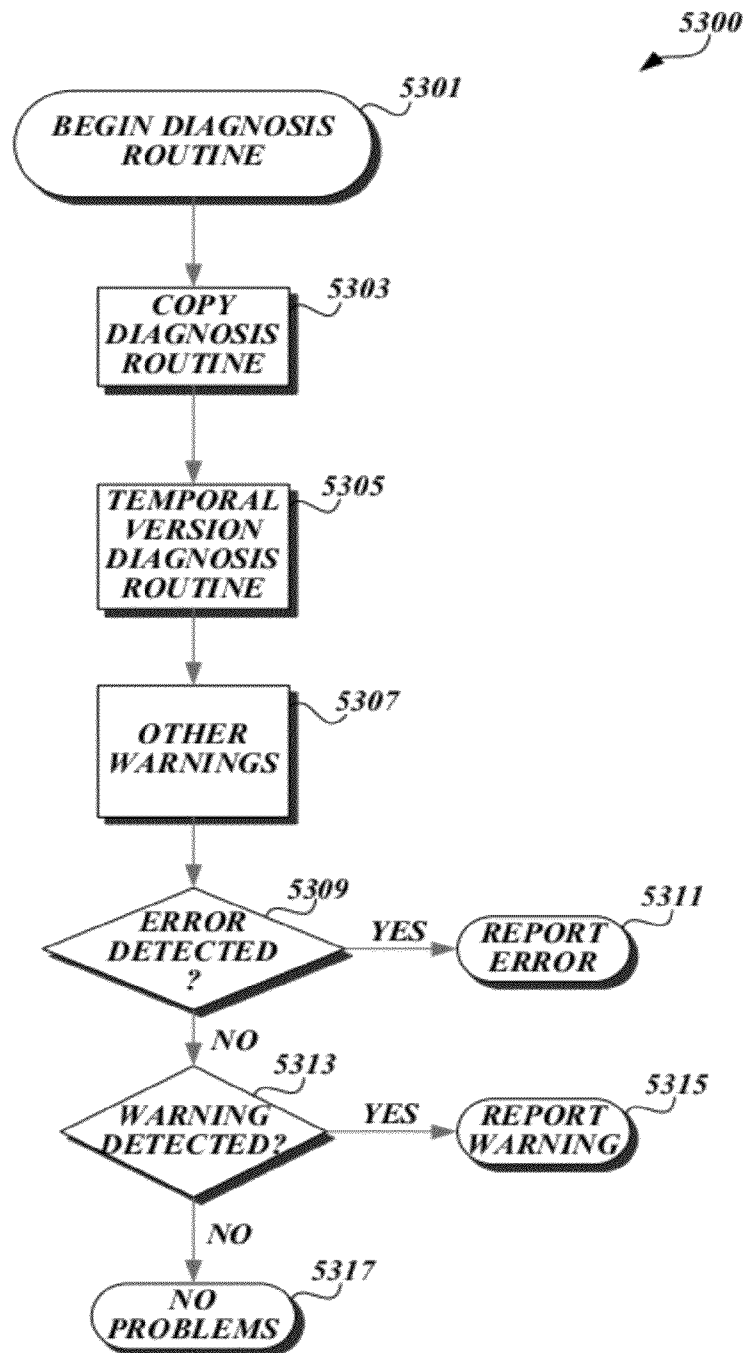 5300
5301
BEGIN DIAGNOSIS
ROUTINE
5303
COPY
DIAGNOSIS
ROUTINE
5305
TEMPORAL
VERSION
DIAGNOSIS
ROUTINE
5307
OTHER
WARNINGS
5309
ERROR
DETECTED
?
YES
5311
REPORT
ERROR
NO
5313
WARNING
DETECTED?
YES
5315
REPORT
WARNING
NO
5317
NO
PROBLEMS